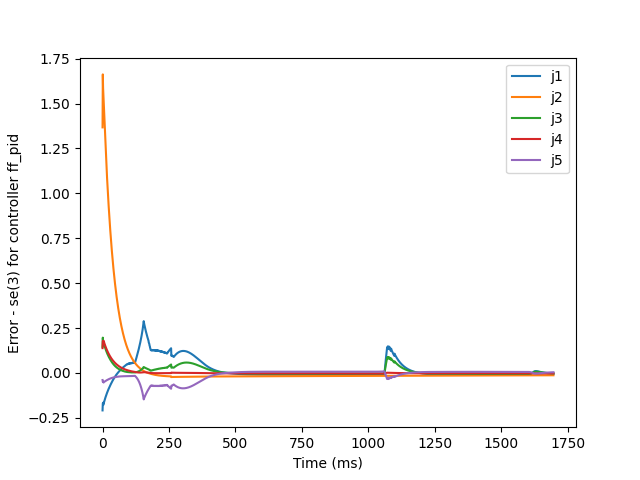 1.75
1.50
1.25
1.00
0.75
0.50
0.25
0.00
−0.25
Error - se(3) for controller ff_pid
j1
j2
j3
j4
j5
0 250 500 750 1000 1250 1500 1750
Time (ms)